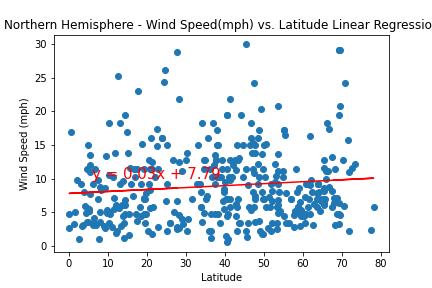 Northern Hemisphere - Wind Speed(mph) vs. Latitude Linear Regressio
30
25
20
15
10
5
0
Wind Speed (mph)
y = 0.03x + 7.79
0 10 20 30 40 50 60 70 80
Latitude